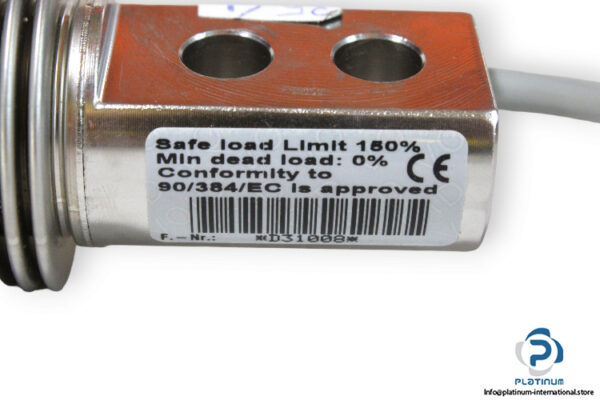 Safe load Limit 150%
Min dead load: 0%
Conformity to
90/384/EC is approved
CE
F.-Nr.: *D31008*
PLATINUM
Info@platinum-international.store